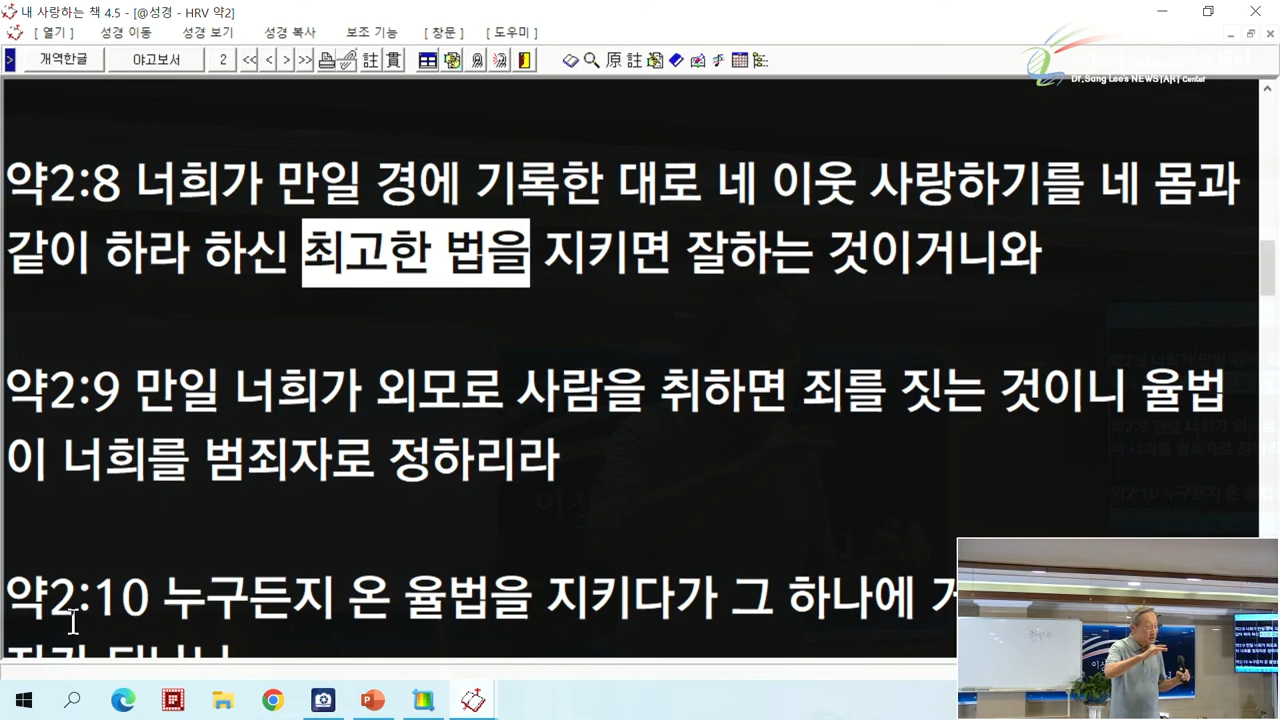 내 사랑하는 책 4.5 - [@성경 - HRV 약2]
[ 열기 ] 성경 이동 성경 보기 성경 복사 보조 기능 [ 창문 ] [ 도우미 ]
개역한글 야고보서 2 << < > >> 註 貫 原 註
Dr.Sang Lee's NEWSTART Center
약2:8 너희가 만일 경에 기록한 대로 네 이웃 사랑하기를 네 몸과
같이 하라 하신 최고한 법을 지키면 잘하는 것이거니와
약2:9 만일 너희가 외모로 사람을 취하면 죄를 짓는 것이니 율법
이 너희를 범죄자로 정하리라
약2:10 누구든지 온 율법을 지키다가 그 하나에